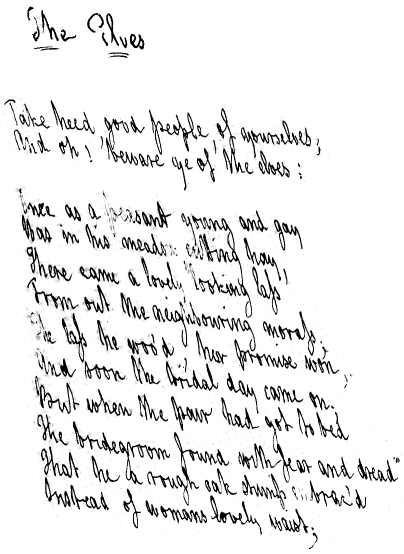 The Elves
Take heed good people, of yourselves;
And oh! beware ye of the elves:
Once as a peasant young and gay
Was in his meadow cutting hay,
There came a lovely looking lass
From out the neighbouring morass.
The lass he woo'd, her promise won,
And soon the bridal day came on.
But when the pair had got to bed
The bridegroom found with fear and dread
That he a rough oak stump embrac'd
Instead of womans lovely waist;